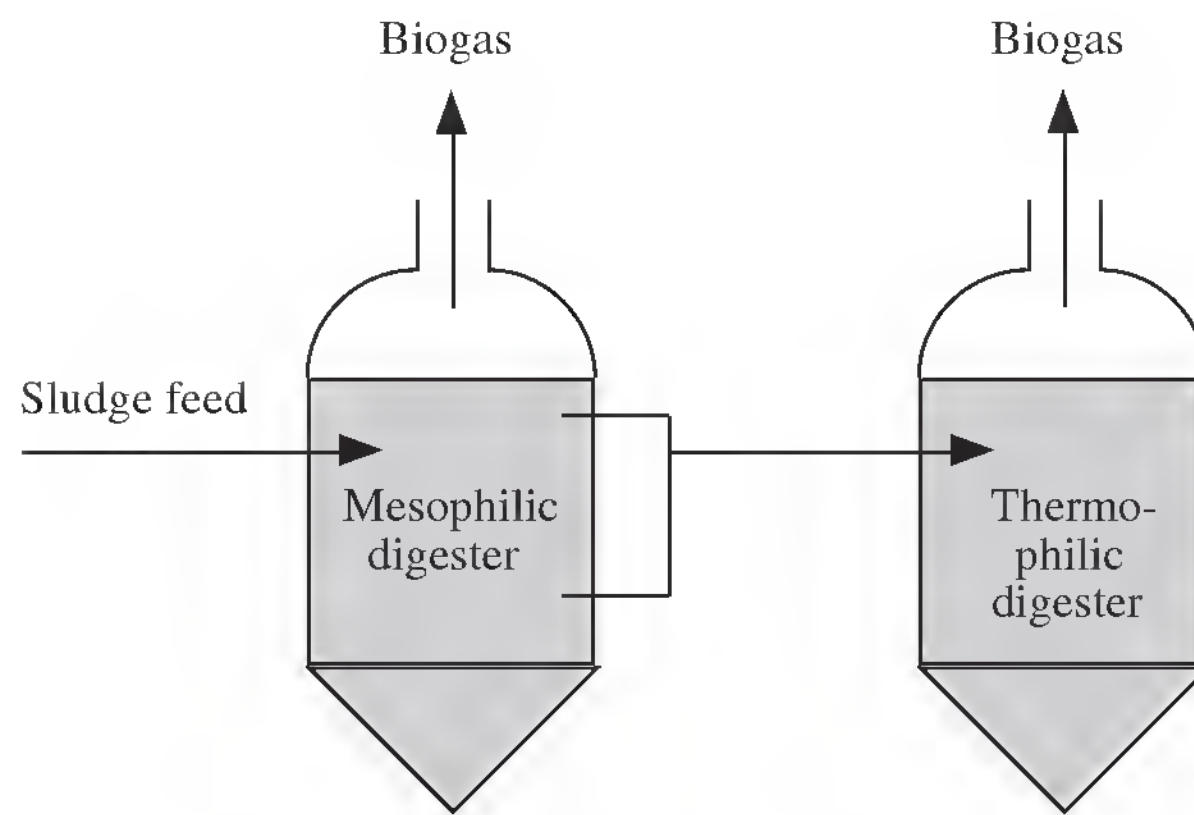 Biogas
Biogas
Sludge feed
Mesophilic
digester
Thermo-
philic
digester